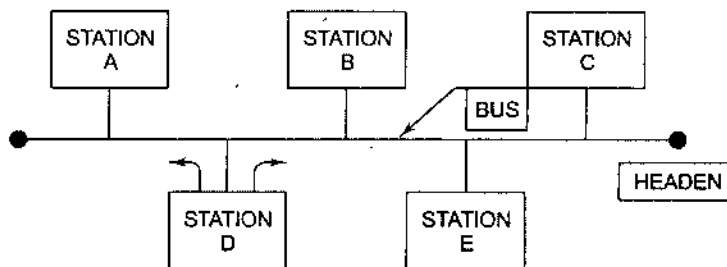 STATION
A
STATION
B
STATION
C
BUS
HEADEN
STATION
D
STATION
E